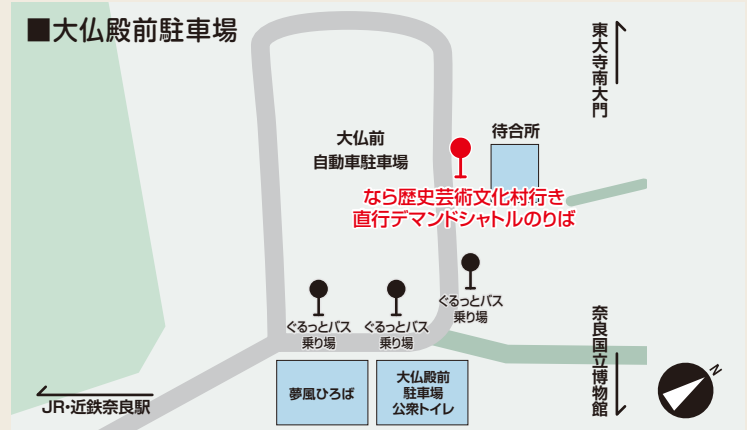 ■大仏殿前駐車場
東大寺南大門
待合所
大仏前
自動車駐車場
なら歴史芸術文化村行き
直行デマンドシャトルのりば
ぐるっとバス
乗り場
ぐるっとバス
乗り場
ぐるっとバス
乗り場
奈良国立博物館
夢風ひろば
大仏殿前
駐車場
公衆トイレ
JR・近鉄奈良駅
N